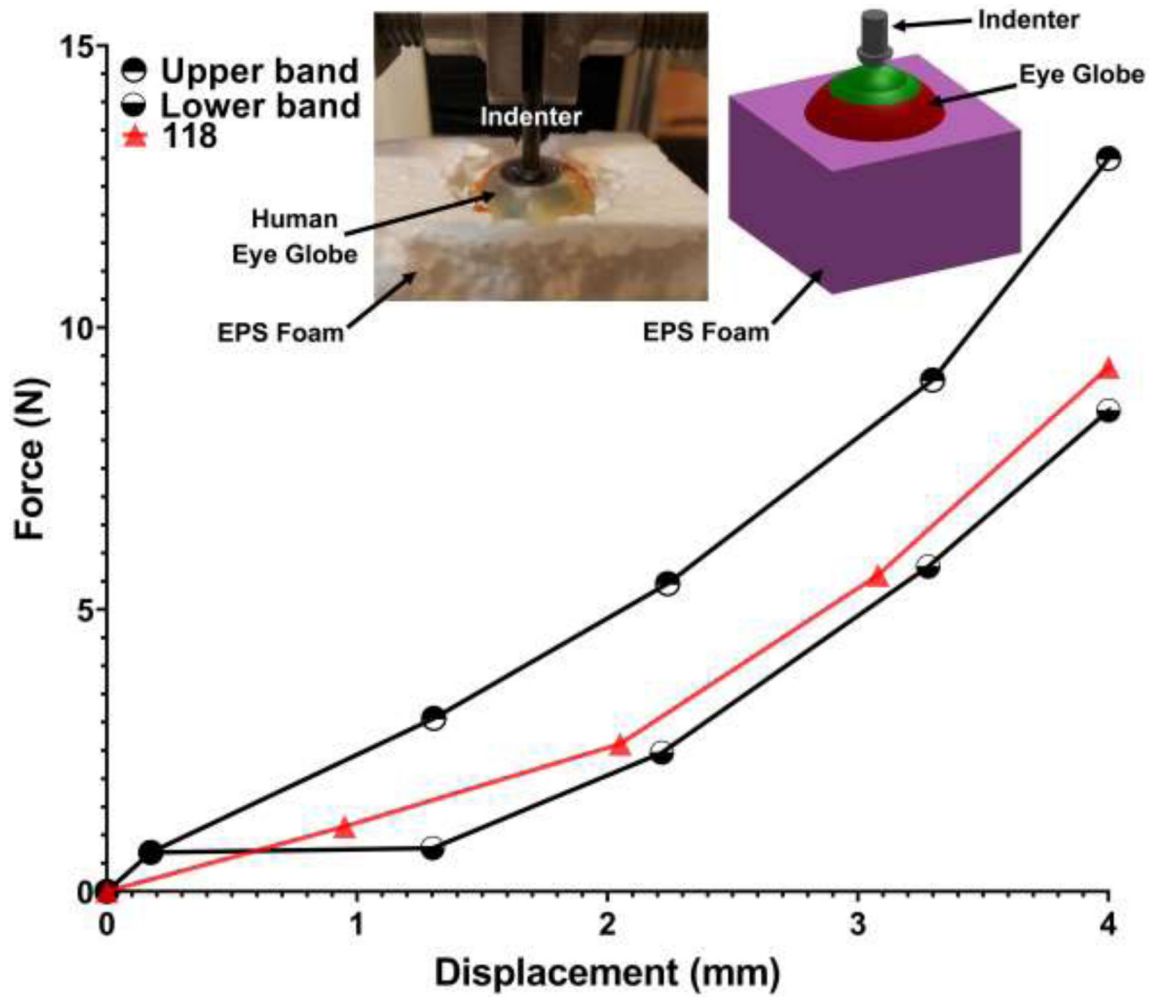 15
Upper band
Lower band
118
Indenter
Human
Eye Globe
EPS Foam
Indenter
Eye Globe
EPS Foam
10
5
0
Force (N)
0
1
2
3
4
Displacement (mm)